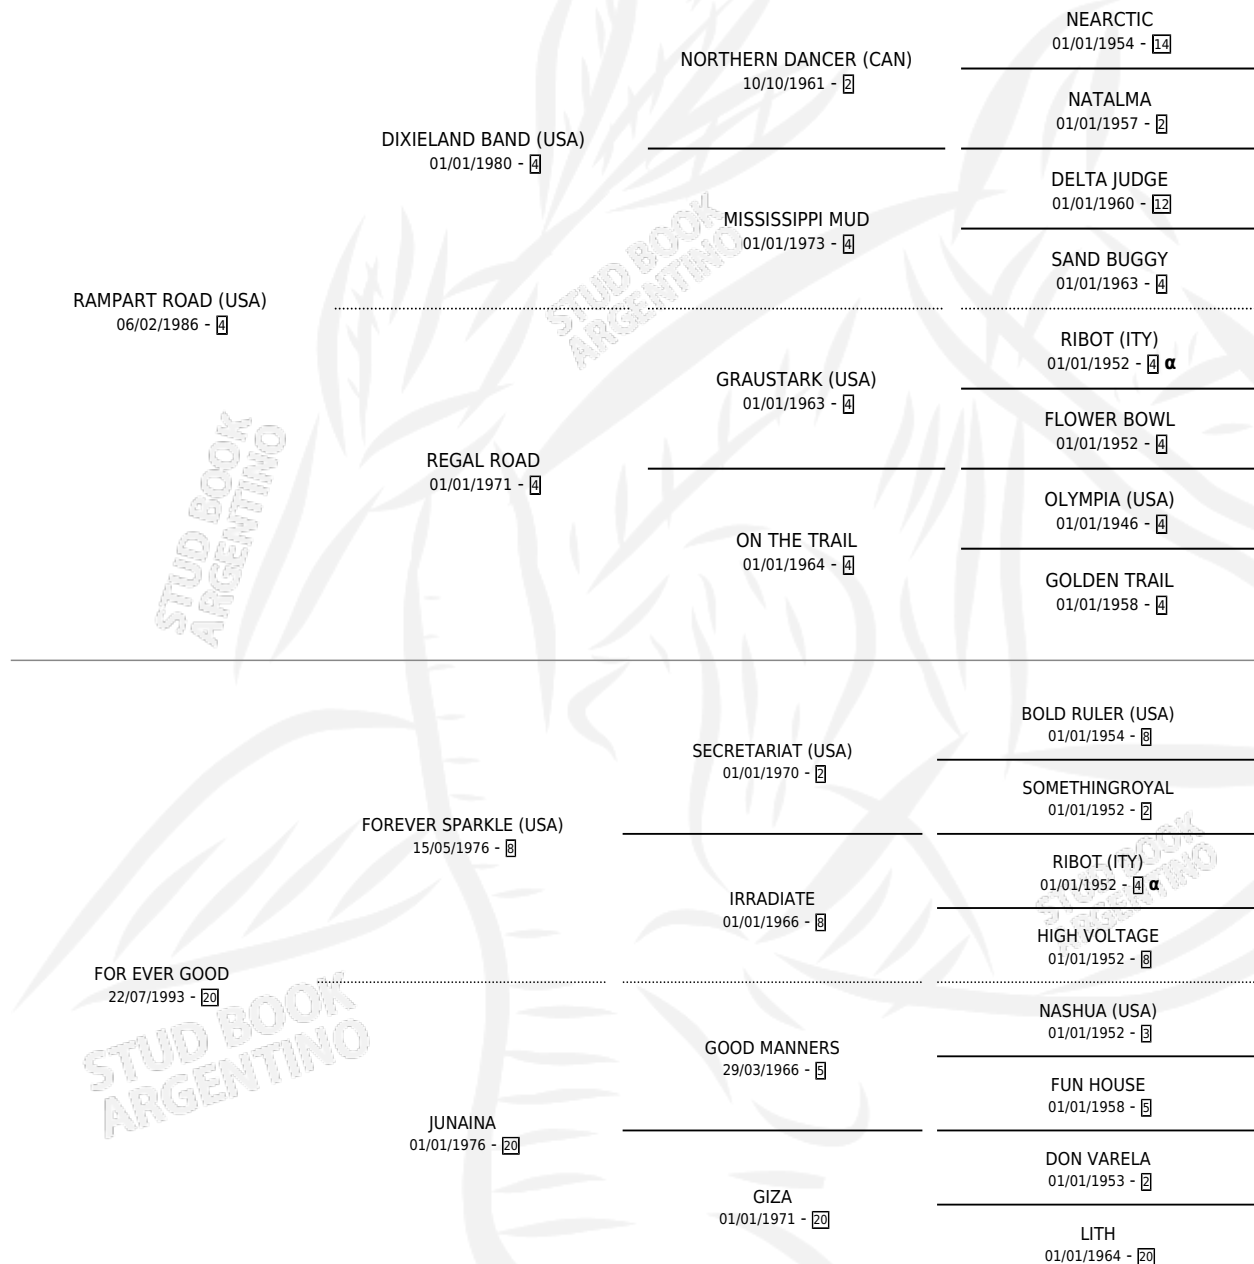 NEARCTIC
01/01/1954 - 14
NORTHERN DANCER (CAN)
10/10/1961 - 2
NATALMA
01/01/1957 - 2
DIXIELAND BAND (USA)
01/01/1980 - 4
DELTA JUDGE
01/01/1960 - 12
MISSISSIPPI MUD
01/01/1973 - 4
SAND BUGGY
01/01/1963 - 4
STUD BOOK
ARGENTINO
RAMPART ROAD (USA)
06/02/1986 - 4
RIBOT (ITY)
01/01/1952 - 4 α
GRAUSTARK (USA)
01/01/1963 - 4
FLOWER BOWL
01/01/1952 - 4
REGAL ROAD
01/01/1971 - 4
OLYMPIA (USA)
01/01/1946 - 4
ON THE TRAIL
01/01/1964 - 4
GOLDEN TRAIL
01/01/1958 - 4
STUD BOOK
ARGENTINO
BOLD RULER (USA)
01/01/1954 - 8
SECRETARIAT (USA)
01/01/1970 - 2
SOMETHINGROYAL
01/01/1952 - 2
FOREVER SPARKLE (USA)
15/05/1976 - 8
RIBOT (ITY)
01/01/1952 - 4 α
STUD BOOK
ARGENTINO
IRRADIATE
01/01/1966 - 8
HIGH VOLTAGE
01/01/1952 - 8
FOR EVER GOOD
22/07/1993 - 20
NASHUA (USA)
01/01/1952 - 3
GOOD MANNERS
29/03/1966 - 5
FUN HOUSE
01/01/1958 - 5
STUD BOOK
ARGENTINO
JUNAINA
01/01/1976 - 20
DON VARELA
01/01/1953 - 2
GIZA
01/01/1971 - 20
LITH
01/01/1964 - 20